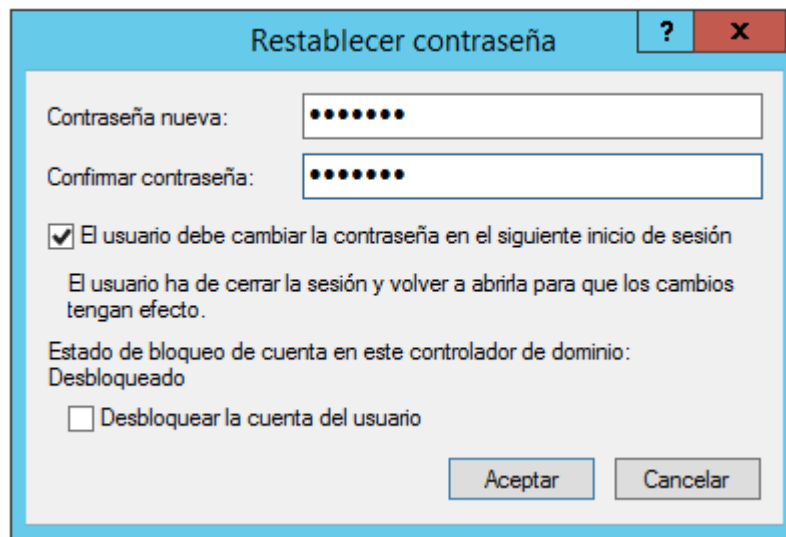 Restablecer contraseña
?
x
Contraseña nueva:
•••••••
Confirmar contraseña:
•••••••
El usuario debe cambiar la contraseña en el siguiente inicio de sesión
El usuario ha de cerrar la sesión y volver a abrirla para que los cambios
tengan efecto.
Estado de bloqueo de cuenta en este controlador de dominio:
Desbloqueado
Desbloquear la cuenta del usuario
Aceptar
Cancelar